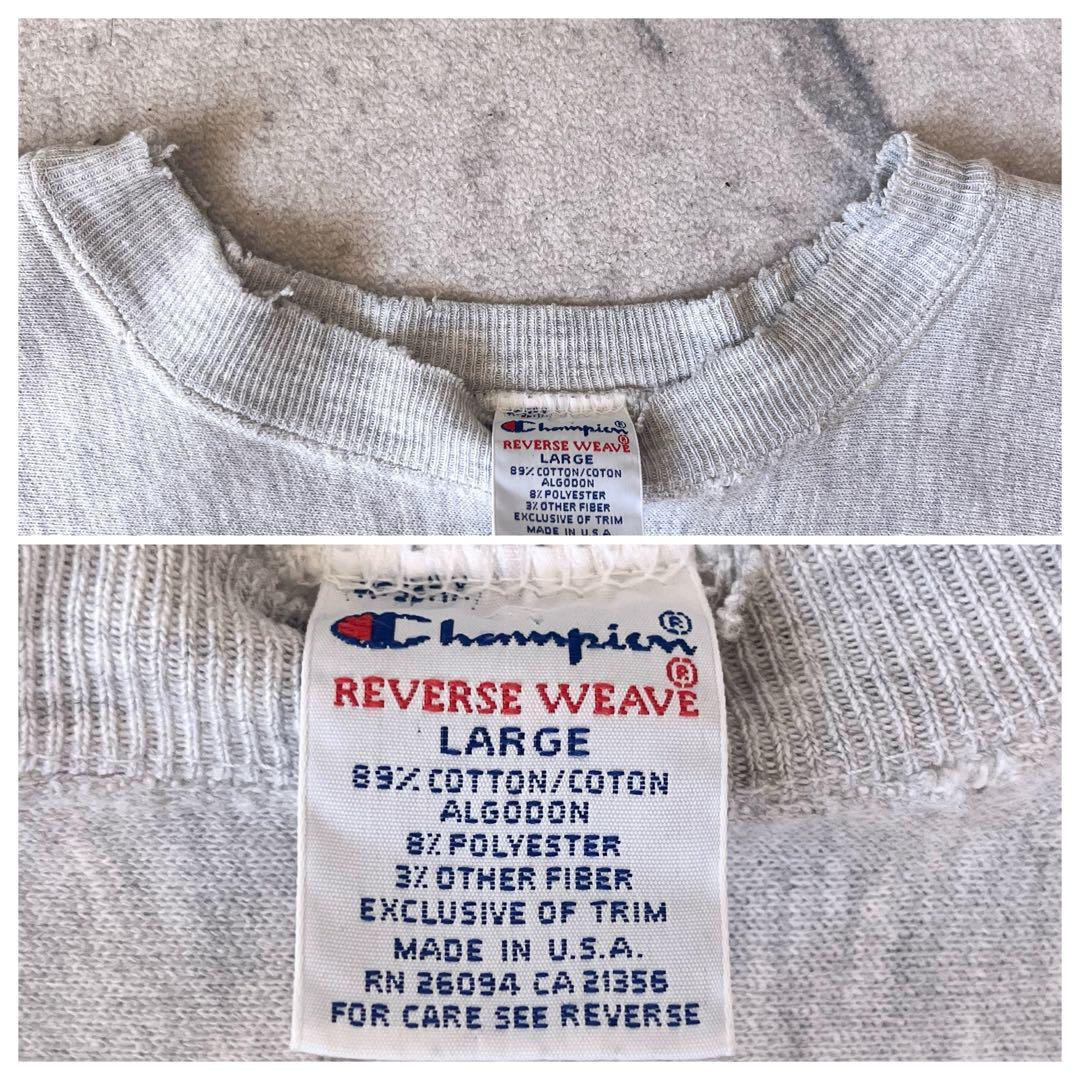 Champion®
REVERSE WEAVE®
LARGE
89% COTTON/COTON
ALGODON
8% POLYESTER
3% OTHER FIBER
EXCLUSIVE OF TRIM
MADE IN U.S.A.
Champion®
REVERSE WEAVE®
LARGE
89% COTTON/COTON
ALGODON
8% POLYESTER
3% OTHER FIBER
EXCLUSIVE OF TRIM
MADE IN U.S.A.
RN 26094 CA 21356
FOR CARE SEE REVERSE